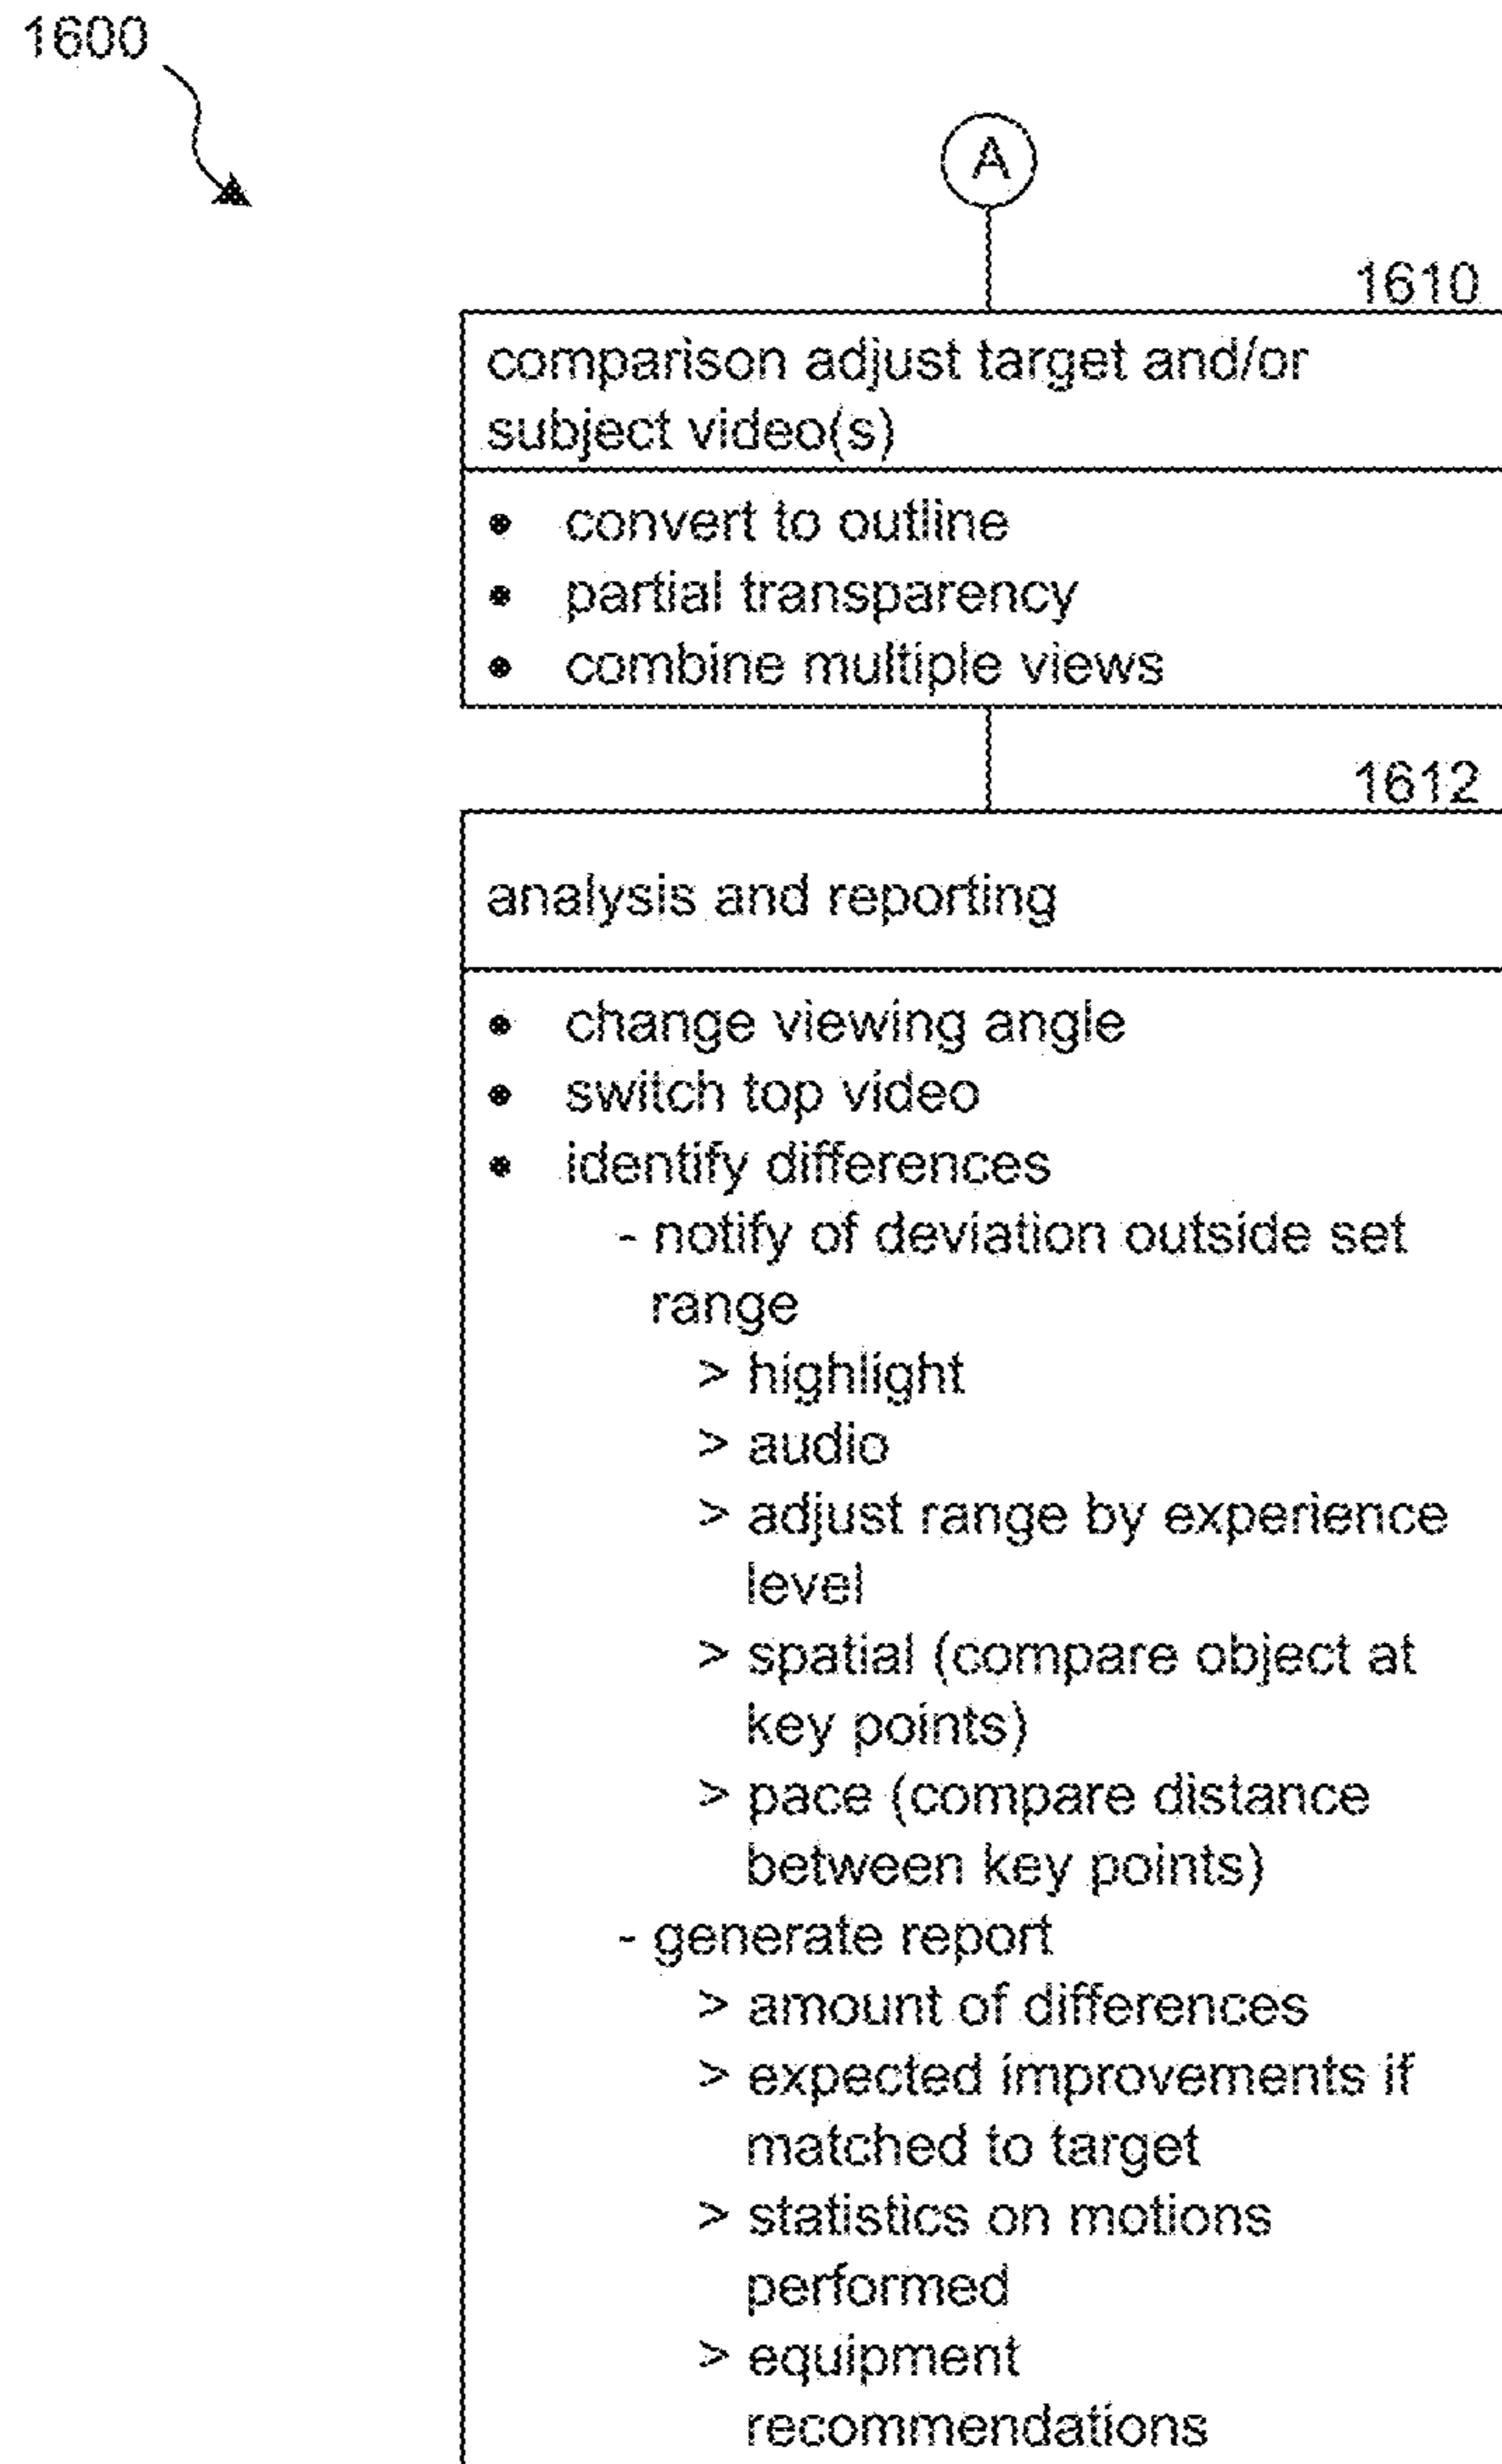 1600
A
1610
comparison adjust target and/or
subject video(s)
• convert to outline
• partial transparency
• combine multiple views
1612
analysis and reporting
• change viewing angle
• switch top video
• identify differences
- notify of deviation outside set
range
> highlight
> audio
> adjust range by experience
level
> spatial (compare object at
key points)
> pace (compare distance
between key points)
- generate report
> amount of differences
> expected improvements if
matched to target
> statistics on motions
performed
> equipment
recommendations